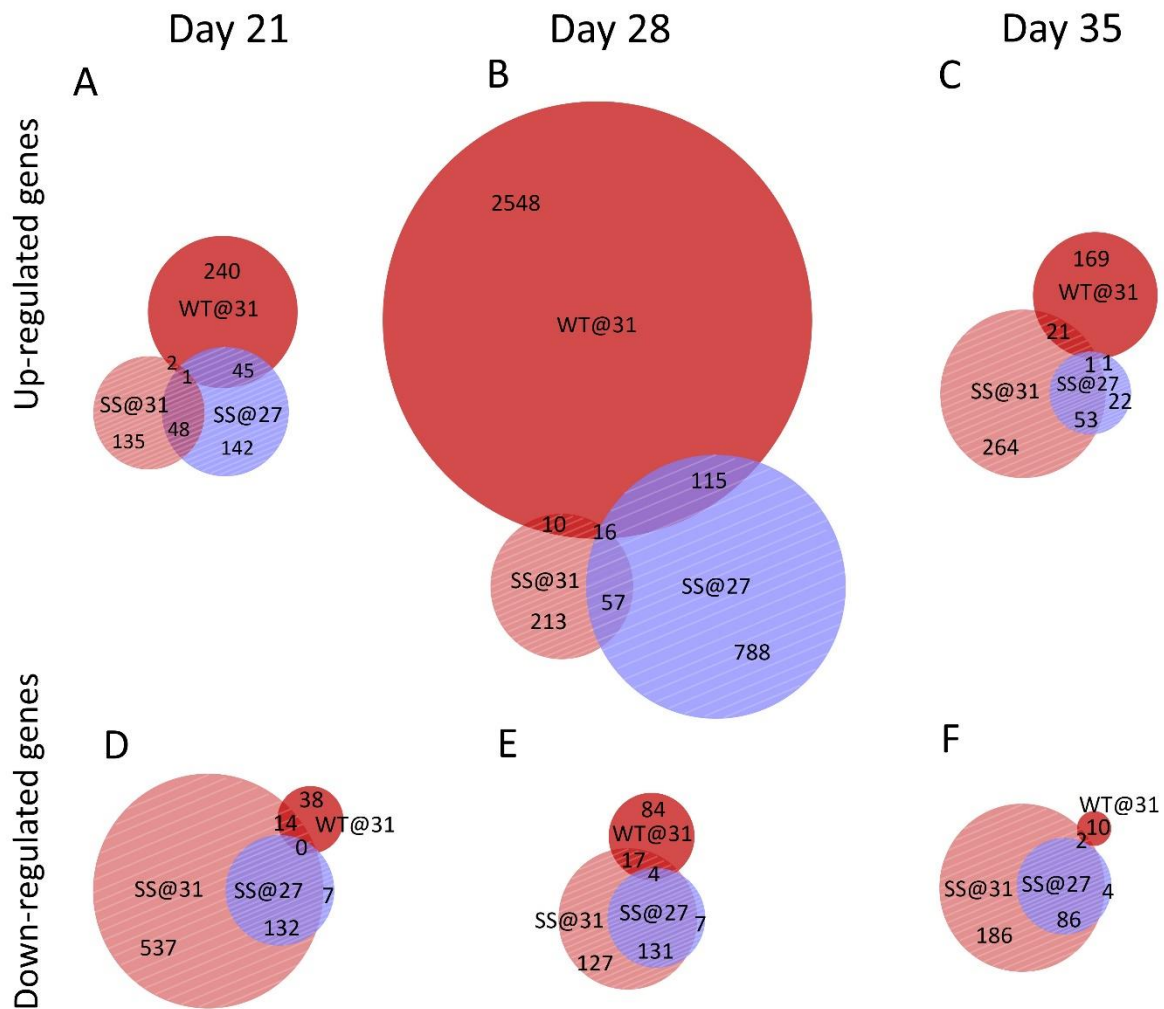 Day 21
Day 28
Day 35
Up-regulated genes
A
240
WT@31
2
1
45
SS@31
SS@27
48
135
142
B
2548
WT@31
115
10
16
SS@31
SS@27
57
213
788
C
169
WT@31
21
1
1
SS@31
SS@27
22
53
264
Down-regulated genes
D
38
14
WT@31
0
SS@31
SS@27
7
132
537
E
84
WT@31
17
4
SS@31
SS@27
7
131
127
F
WT@31
10
2
SS@31
SS@27
4
86
186